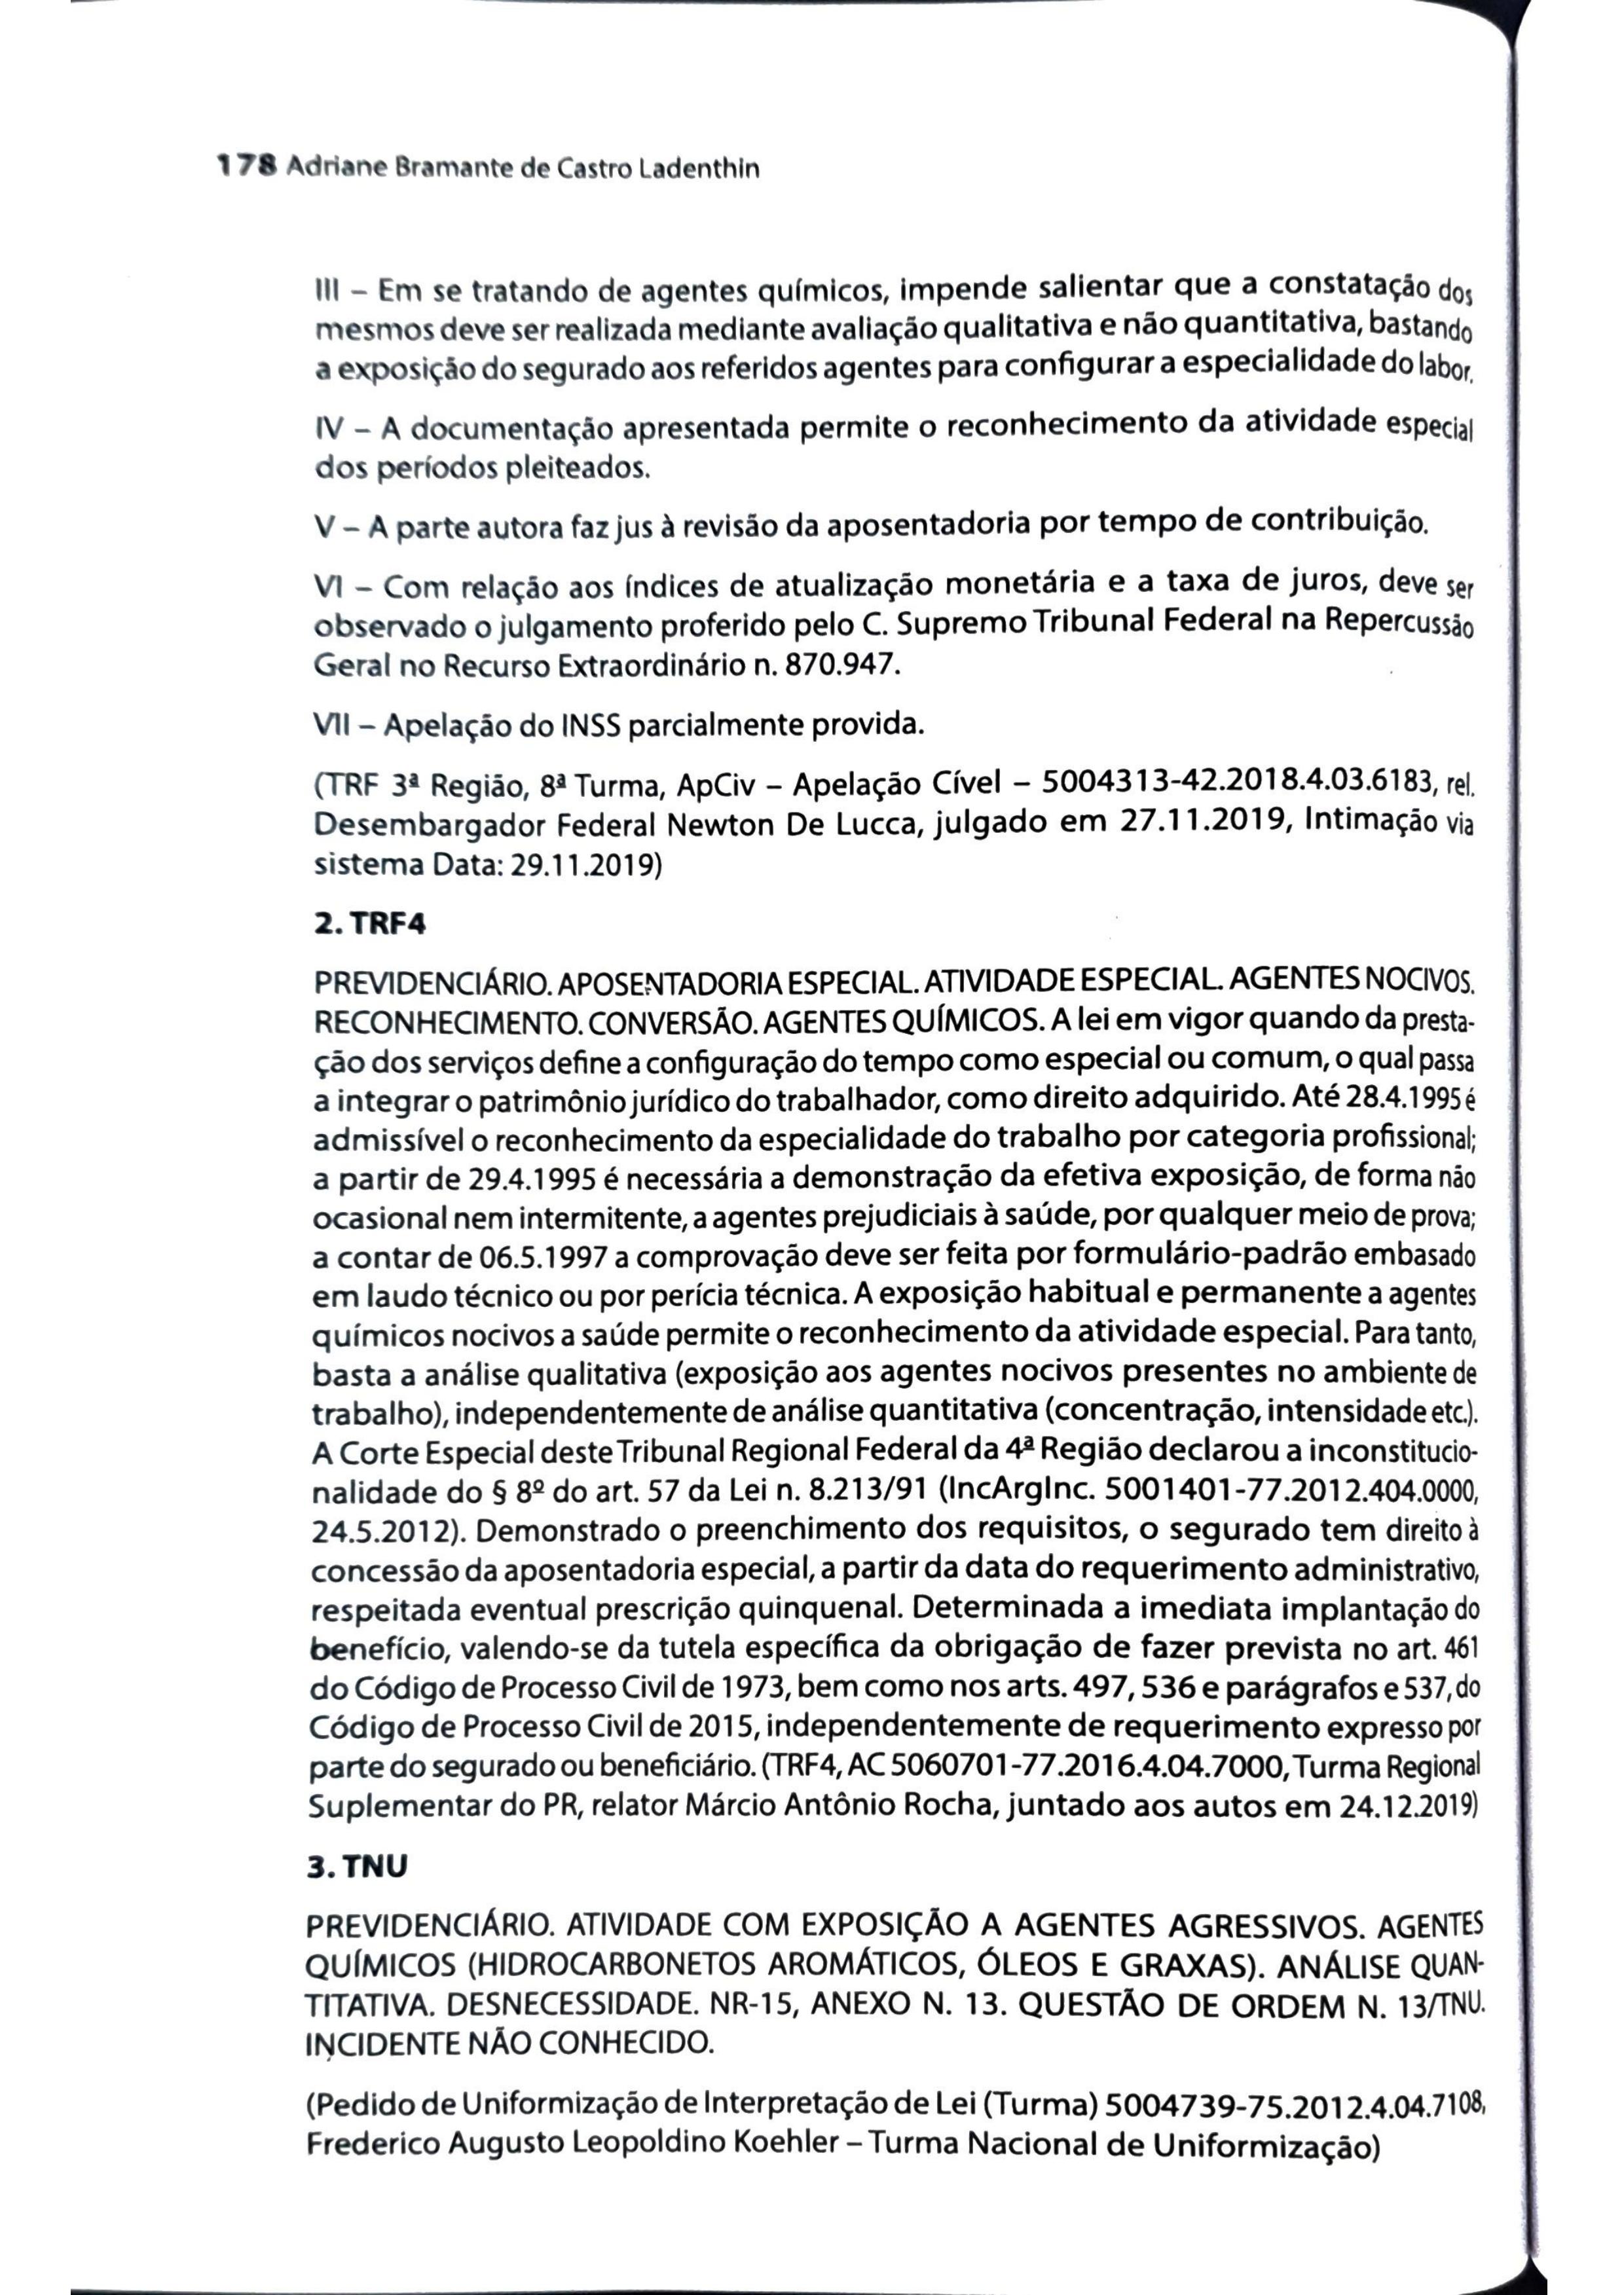 178 Adriane Bramante de Castro Ladenthin
III – Em se tratando de agentes químicos, impende salientar que a constatação dos
mesmos deve ser realizada mediante avaliação qualitativa e não quantitativa, bastando
a exposição do segurado aos referidos agentes para configurar a especialidade do labor.
IV – A documentação apresentada permite o reconhecimento da atividade especial
dos períodos pleiteados.
V – A parte autora faz jus à revisão da aposentadoria por tempo de contribuição.
VI – Com relação aos índices de atualização monetária e a taxa de juros, deve ser
observado o julgamento proferido pelo C. Supremo Tribunal Federal na Repercussão
Geral no Recurso Extraordinário n. 870.947.
VII – Apelação do INSS parcialmente provida.
(TRF 3ª Região, 8ª Turma, ApCiv – Apelação Cível – 5004313-42.2018.4.03.6183, rel.
Desembargador Federal Newton De Lucca, julgado em 27.11.2019, Intimação via
sistema Data: 29.11.2019)
2. TRF4
PREVIDENCIÁRIO. APOSENTADORIA ESPECIAL. ATIVIDADE ESPECIAL. AGENTES NOCIVOS.
RECONHECIMENTO. CONVERSÃO. AGENTES QUÍMICOS. A lei em vigor quando da presta-
ção dos serviços define a configuração do tempo como especial ou comum, o qual passa
a integrar o patrimônio jurídico do trabalhador, como direito adquirido. Até 28.4.1995 é
admissível o reconhecimento da especialidade do trabalho por categoria profissional;
a partir de 29.4.1995 é necessária a demonstração da efetiva exposição, de forma não
ocasional nem intermitente, a agentes prejudiciais à saúde, por qualquer meio de prova;
a contar de 06.5.1997 a comprovação deve ser feita por formulário-padrão embasado
em laudo técnico ou por perícia técnica. A exposição habitual e permanente a agentes
químicos nocivos a saúde permite o reconhecimento da atividade especial. Para tanto,
basta a análise qualitativa (exposição aos agentes nocivos presentes no ambiente de
trabalho), independentemente de análise quantitativa (concentração, intensidade etc.).
A Corte Especial deste Tribunal Regional Federal da 4ª Região declarou a inconstitucio-
nalidade do § 8º do art. 57 da Lei n. 8.213/91 (IncArgInc. 5001401-77.2012.404.0000,
24.5.2012). Demonstrado o preenchimento dos requisitos, o segurado tem direito à
concessão da aposentadoria especial, a partir da data do requerimento administrativo,
respeitada eventual prescrição quinquenal. Determinada a imediata implantação do
benefício, valendo-se da tutela específica da obrigação de fazer prevista no art. 461
do Código de Processo Civil de 1973, bem como nos arts. 497, 536 e parágrafos e 537, do
Código de Processo Civil de 2015, independentemente de requerimento expresso por
parte do segurado ou beneficiário. (TRF4, AC 5060701-77.2016.4.04.7000, Turma Regional
Suplementar do PR, relator Márcio Antônio Rocha, juntado aos autos em 24.12.2019)
3. TNU
PREVIDENCIÁRIO. ATIVIDADE COM EXPOSIÇÃO A AGENTES AGRESSIVOS. AGENTES
QUÍMICOS (HIDROCARBONETOS AROMÁTICOS, ÓLEOS E GRAXAS). ANÁLISE QUAN-
TITATIVA. DESNECESSIDADE. NR-15, ANEXO N. 13. QUESTÃO DE ORDEM N. 13/TNU.
INCIDENTE NÃO CONHECIDO.
(Pedido de Uniformização de Interpretação de Lei (Turma) 5004739-75.2012.4.04.7108,
Frederico Augusto Leopoldino Koehler – Turma Nacional de Uniformização)